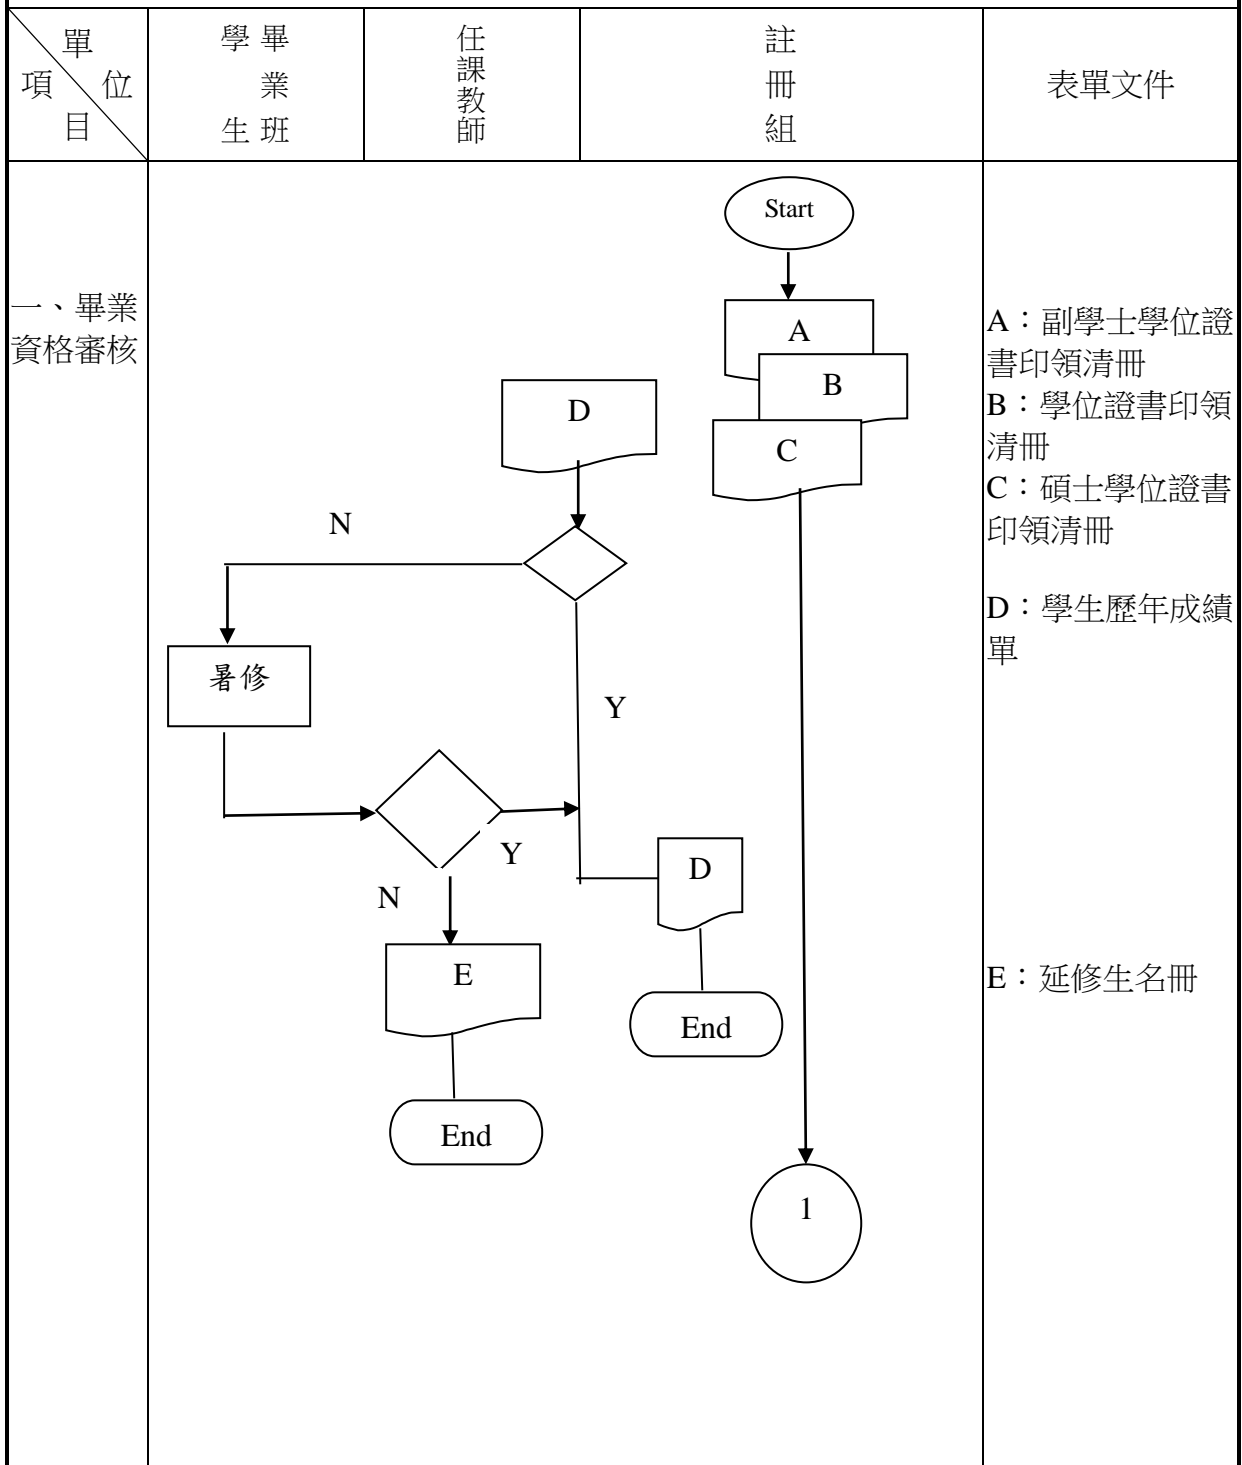 單
項 位
目
學畢
業
生班
任課教師
註冊組
表單文件
Start
一、畢業
資格審核
A
B
C
D
N
暑修
Y
Y
N
D
E
End
End
1
A：副學士學位證
書印領清冊
B：學位證書印領
清冊
C：碩士學位證書
印領清冊
D：學生歷年成績
單
E：延修生名冊